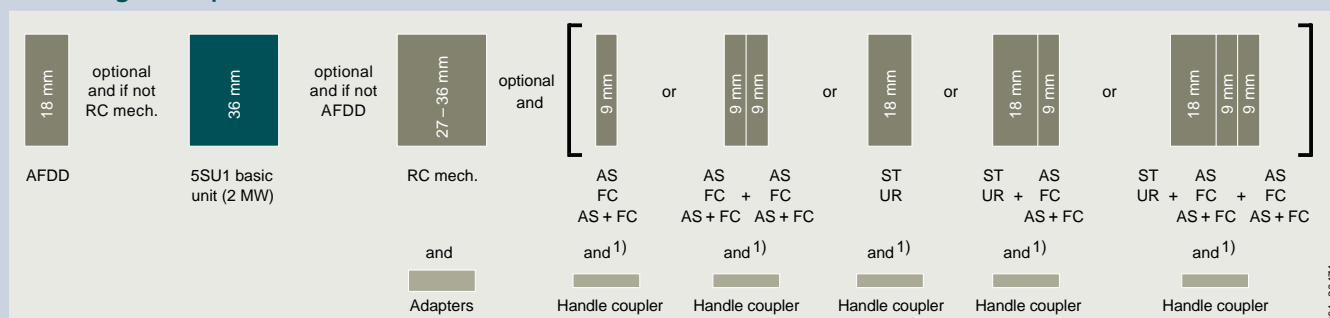 18 mm
optional
and if not
RC mech.
36 mm
optional
and if not
AFDD
27 – 36 mm
optional
and
9 mm
or
9 mm
9 mm
or
18 mm
or
18 mm
9 mm
or
18 mm
9 mm
9 mm
AFDD
5SU1 basic
unit (2 MW)
RC mech.
AS
FC
AS + FC
AS AS
FC + FC
AS + FC AS + FC
ST
UR
ST AS
UR + FC
AS + FC
ST AS AS
UR + FC + FC
AS + FC AS + FC
and
and 1)
and 1)
and 1)
and 1)
and 1)
Adapters
Handle coupler
Handle coupler
Handle coupler
Handle coupler
Handle coupler